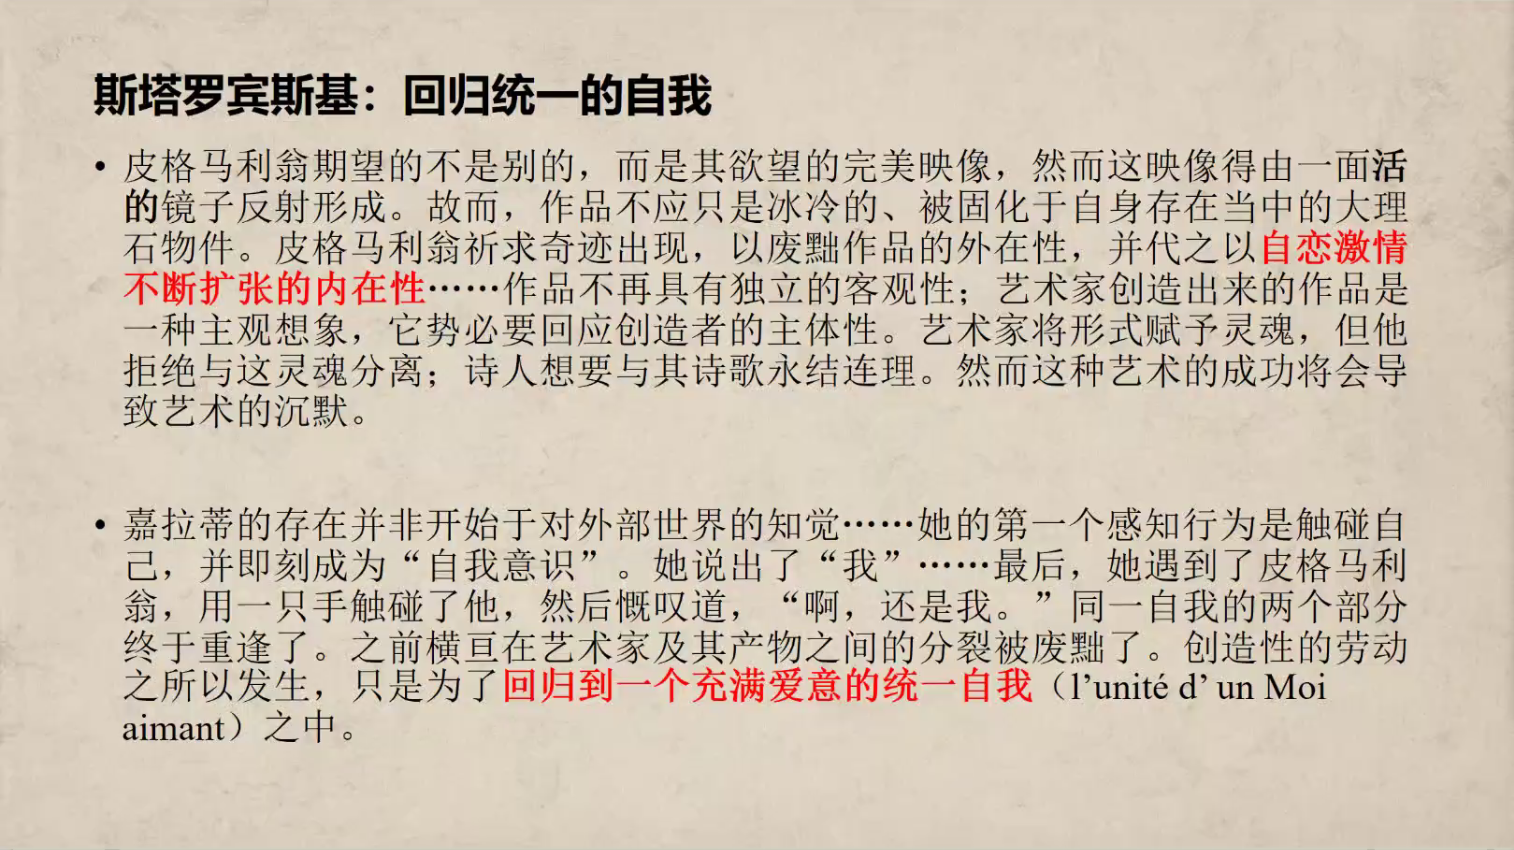 斯塔罗宾斯基：回归统一的自我
• 皮格马利翁期望的不是别的，而是其欲望的完美映像，然而这映像得由一面活
的镜子反射形成。故而，作品不应只是冰冷的、被固化于自身存在当中的大理
石物件。皮格马利翁祈求奇迹出现，以废黜作品的外在性，并代之以自恋激情
不断扩张的内在性……作品不再具有独立的客观性；艺术家创造出来的作品是
一种主观想象，它势必要回应创造者的主体性。艺术家将形式赋予灵魂，但他
拒绝与这灵魂分离；诗人想要与其诗歌永结连理。然而这种艺术的成功将会导
致艺术的沉默。
• 嘉拉蒂的存在并非开始于对外部世界的知觉……她的第一个感知行为是触碰自
己，并即刻成为“自我意识”。她说出了“我”……最后，她遇到了皮格马利
翁，用一只手触碰了他，然后慨叹道，“啊，还是我。”同一自我的两个部分
终于重逢了。之前横亘在艺术家及其产物之间的分裂被废黜了。创造性的劳动
之所以发生，只是为了回归到一个充满爱意的统一自我（l’unité d’ un Moi
aimant）之中。